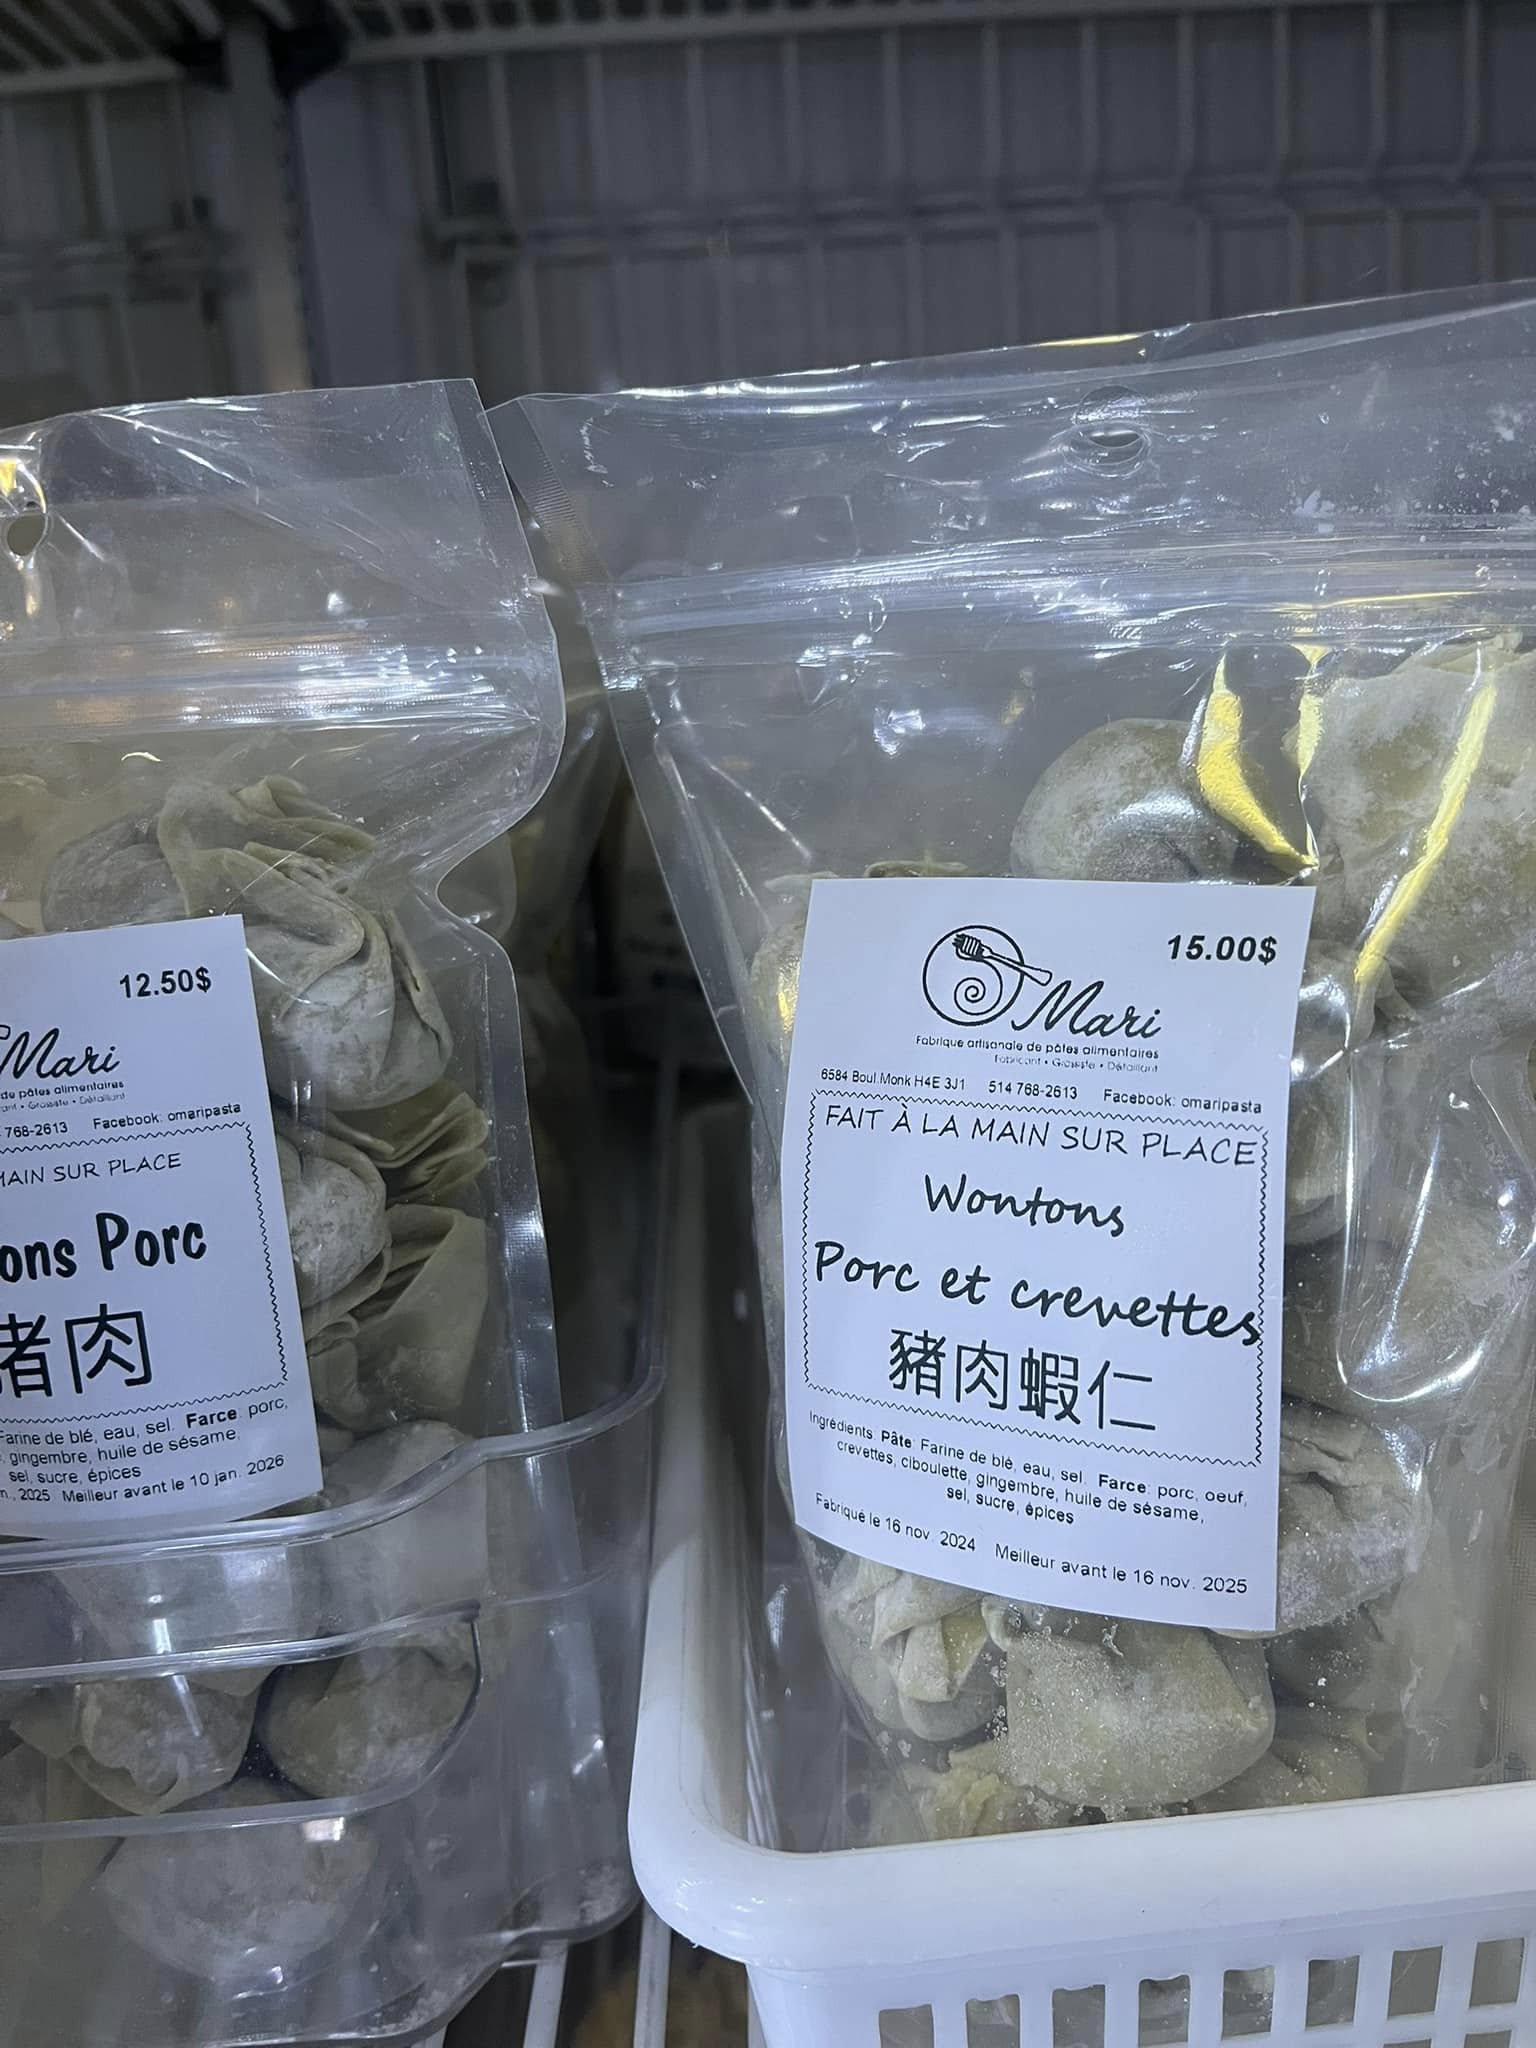 12.50$
Mari
de pâtes alimentaires
Grossiste • Détaillant
768-2613 Facebook: omaripasta
MAIN SUR PLACE
ons Porc
豬肉
Farine de blé, eau, sel. Farce: porc,
gingembre, huile de sésame,
sel, sucre, épices
2025 Meilleur avant le 10 jan. 2026
15.00$
Mari
Fabrique artisanale de pâtes alimentaires
Fabricant • Grossiste • Détaillant
6584 Boul.Monk H4E 3J1 514 768-2613 Facebook: omaripasta
FAIT À LA MAIN SUR PLACE
Wontons
Porc et crevettes
豬肉蝦仁
Ingrédients: Pâte: Farine de blé, eau, sel. Farce: porc, oeuf,
crevettes, ciboulette, gingembre, huile de sésame,
sel, sucre, épices
Fabriqué le 16 nov. 2024 Meilleur avant le 16 nov. 2025